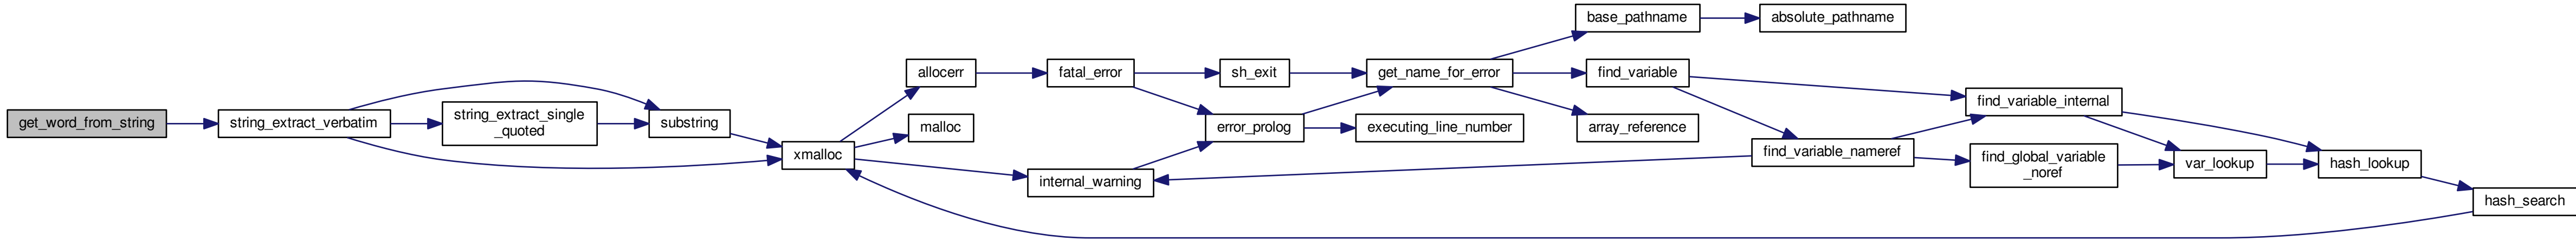 get_word_from_string
string_extract_verbatim
string_extract_single
_quoted
substring
xmalloc
allocerr
malloc
internal_warning
fatal_error
sh_exit
error_prolog
get_name_for_error
executing_line_number
base_pathname
absolute_pathname
find_variable
array_reference
find_variable_nameref
find_variable_internal
find_global_variable
_noref
var_lookup
hash_lookup
hash_search